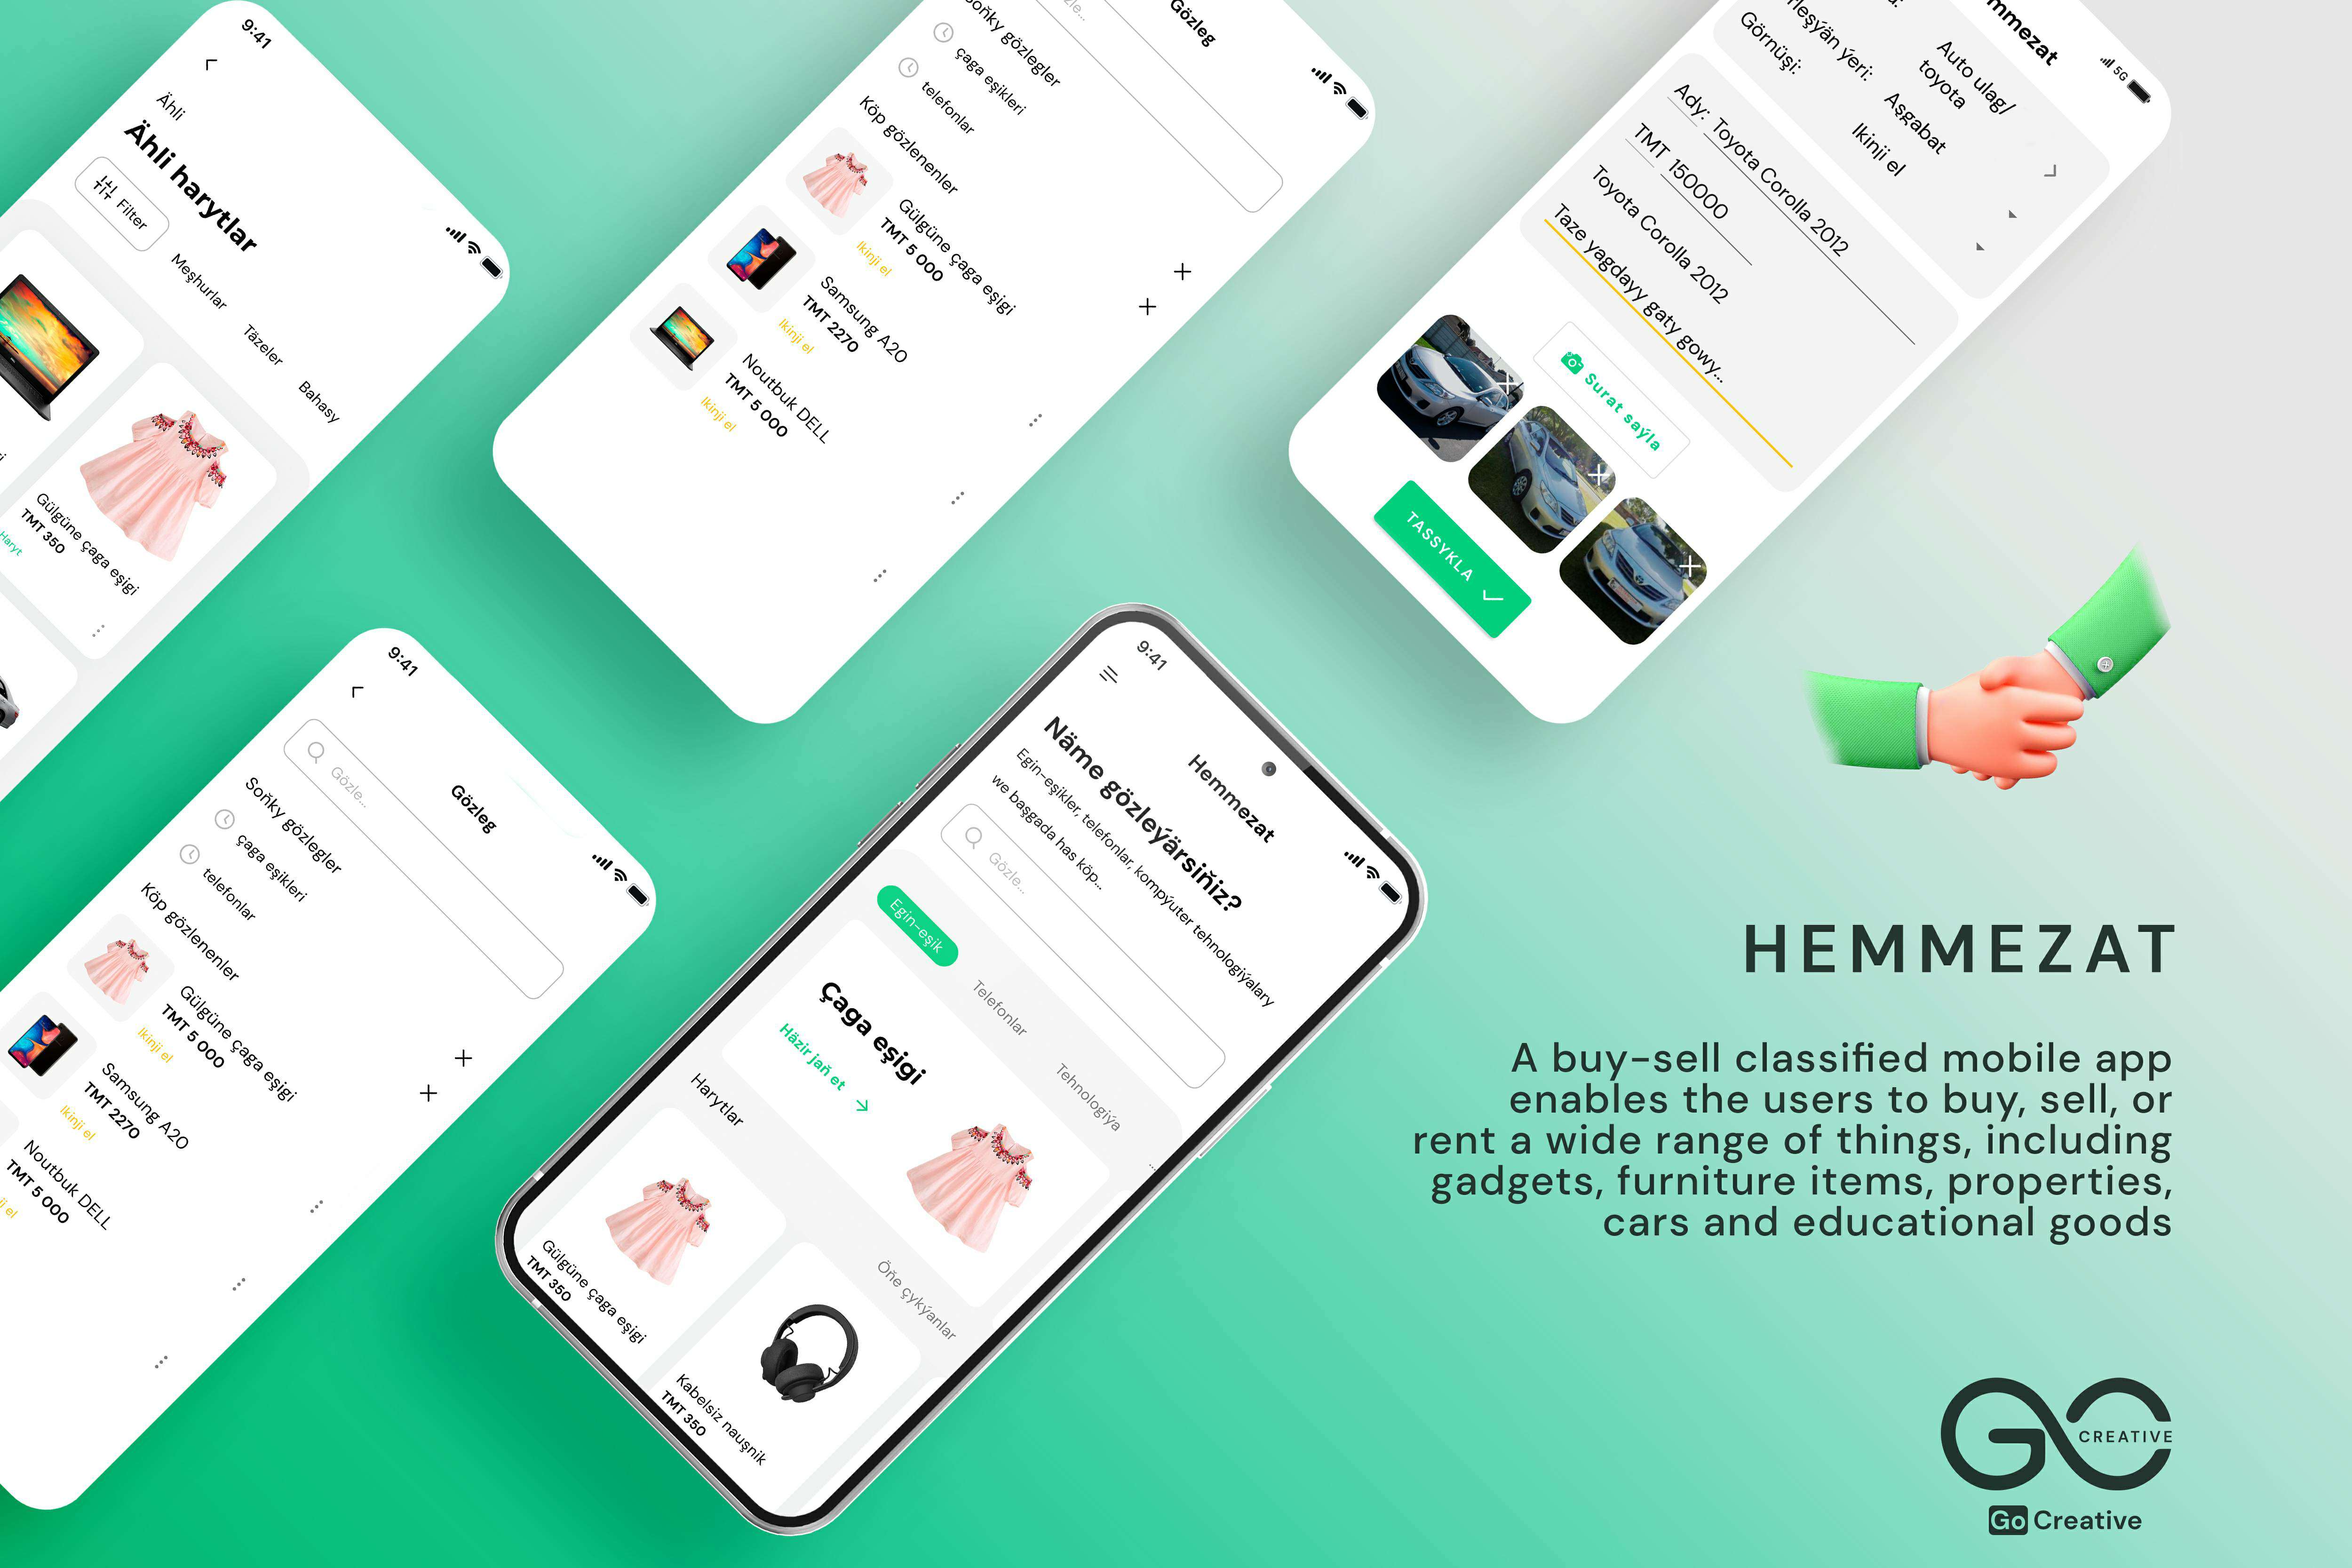 9:41
Ähli
Ähli harytlar
Filter
Meşhurlar
Täzeler
Bahasy
Gülgüne çaga eşigi
TMT 350
Haryt
Gözleg
Soňky gözlegler
çaga eşikleri
telefonlar
Köp gözlenenler
Gülgüne çaga eşigi
TMT 5 000
Ikinji el
Samsung A20
TMT 2270
Ikinji el
Noutbuk DELL
TMT 5 000
Ikinji el
5G
Auto ulag/
toyota
Aşgabat
Görnüşi:
Ikinji el
Ady: Toyota Corolla 2012
TMT 150000
Toyota Corolla 2012
Taze yagdayy gaty gowy...
Surat saýla
TASSYKLA
9:41
Gözleg
Gözle...
Soňky gözlegler
çaga eşikleri
telefonlar
Köp gözlenenler
Gülgüne çaga eşigi
TMT 5 000
Ikinji el
Samsung A20
TMT 2270
Ikinji el
Noutbuk DELL
TMT 5 000
9:41
Hemmezat
Näme gözleýärsiňiz?
Egin-eşikler, telefonlar, kompýuter tehnologiýalary
we başgada has köp...
Gözle...
Egin-eşik
Telefonlar
Tehnologiýa
Çaga eşigi
Häzir jaň et
Harytlar
Öňe çykýanlar
Gülgüne çaga eşigi
TMT 350
Kabelsiz nauşnik
TMT 350
HEMMEZAT
A buy-sell classified mobile app
enables the users to buy, sell, or
rent a wide range of things, including
gadgets, furniture items, properties,
cars and educational goods
GC
CREATIVE
Go Creative